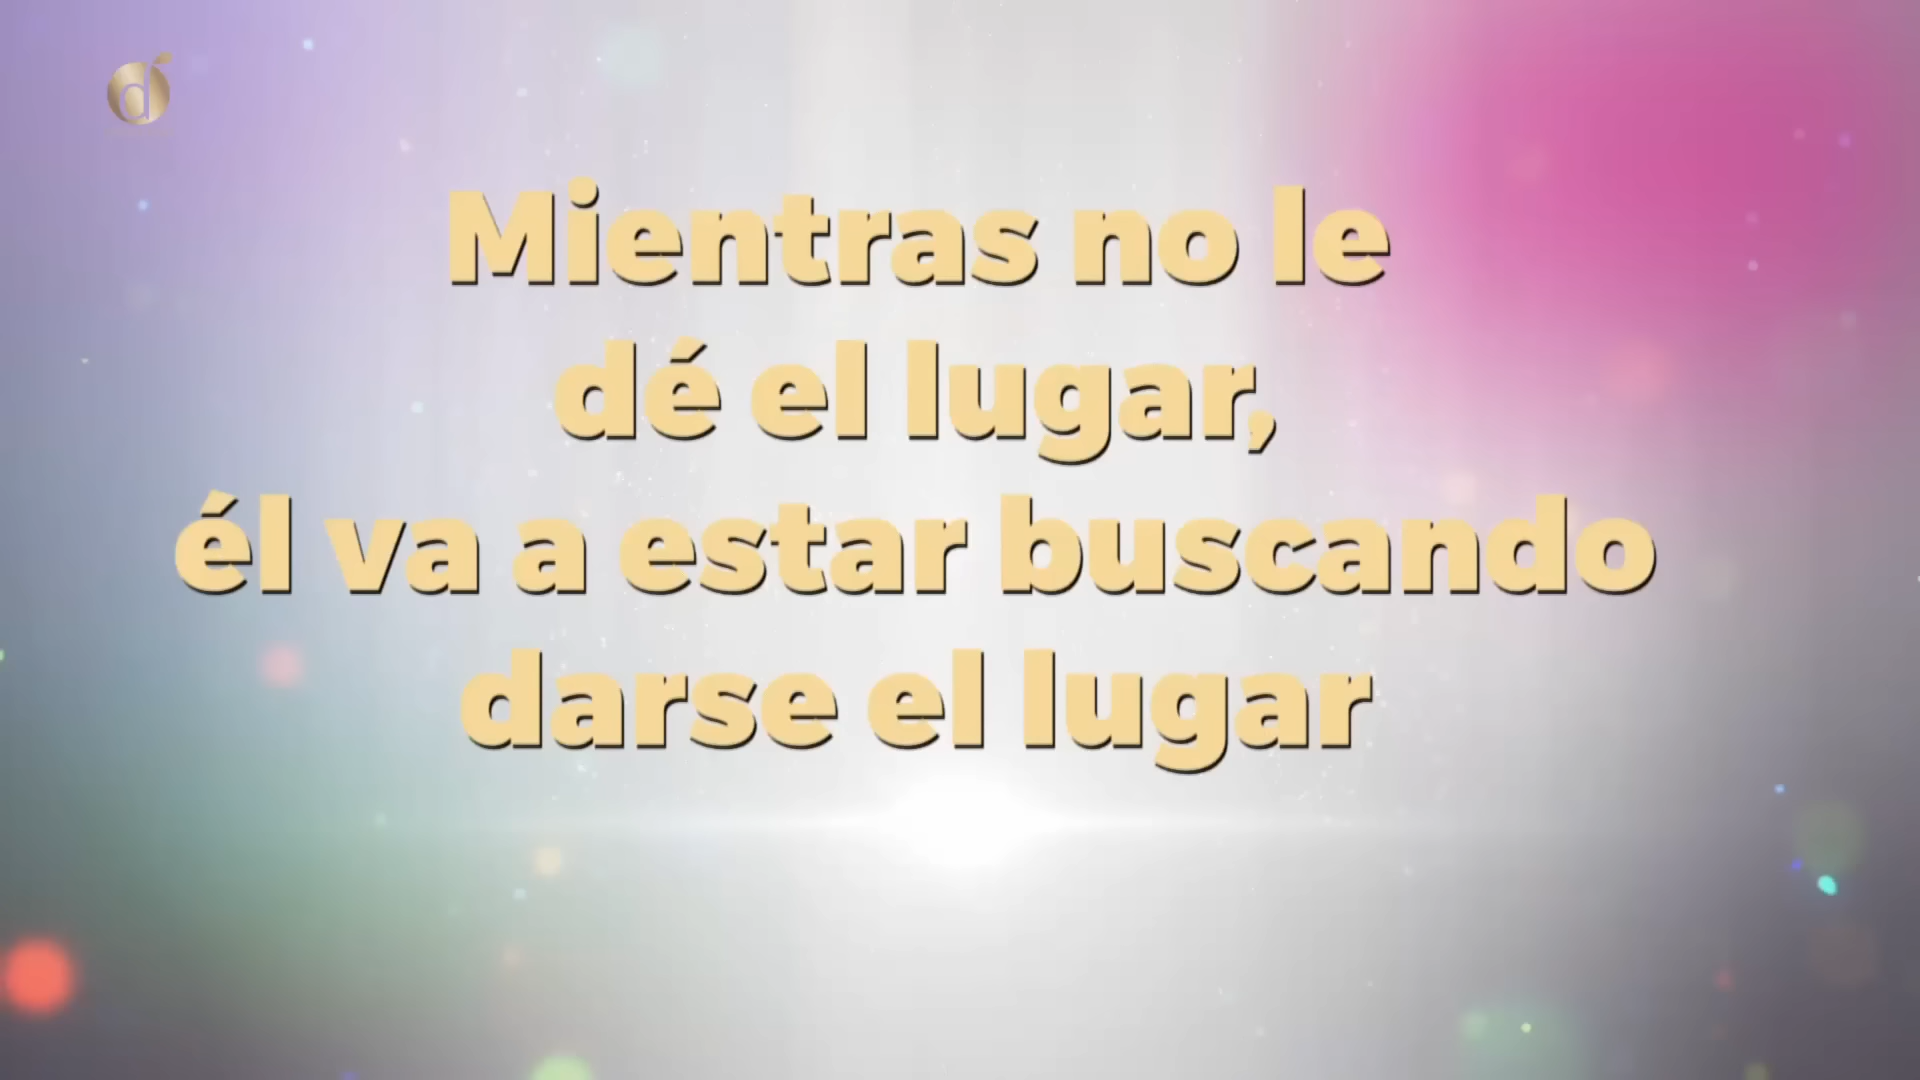 d
Mientras no le
dé el lugar,
él va a estar buscando
darse el lugar